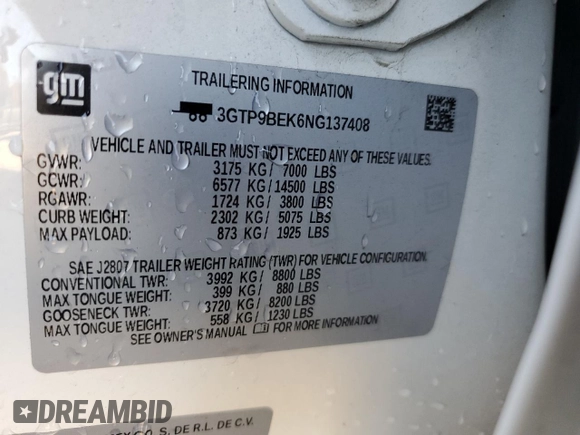 gm
TRAILERING INFORMATION
3GTP9BEK6NG137408
VEHICLE AND TRAILER MUST NOT EXCEED ANY OF THESE VALUES.
GVWR: 3175 KG/ 7000 LBS
GCWR: 6577 KG/14500 LBS
RGAWR: 1724 KG/ 3800 LBS
CURB WEIGHT: 2302 KG/ 5075 LBS
MAX PAYLOAD: 873 KG/ 1925 LBS
SAE J2807 TRAILER WEIGHT RATING (TWR) FOR VEHICLE CONFIGURATION.
CONVENTIONAL TWR: 3992 KG/ 8800 LBS
MAX TONGUE WEIGHT: 399 KG/ 880 LBS
GOOSENECK TWR: 3720 KG/ 8200 LBS
MAX TONGUE WEIGHT: 558 KG/ 1230 LBS
SEE OWNER'S MANUAL FOR MORE INFORMATION
DREAMBID
S. DE R.L. DE C.V.